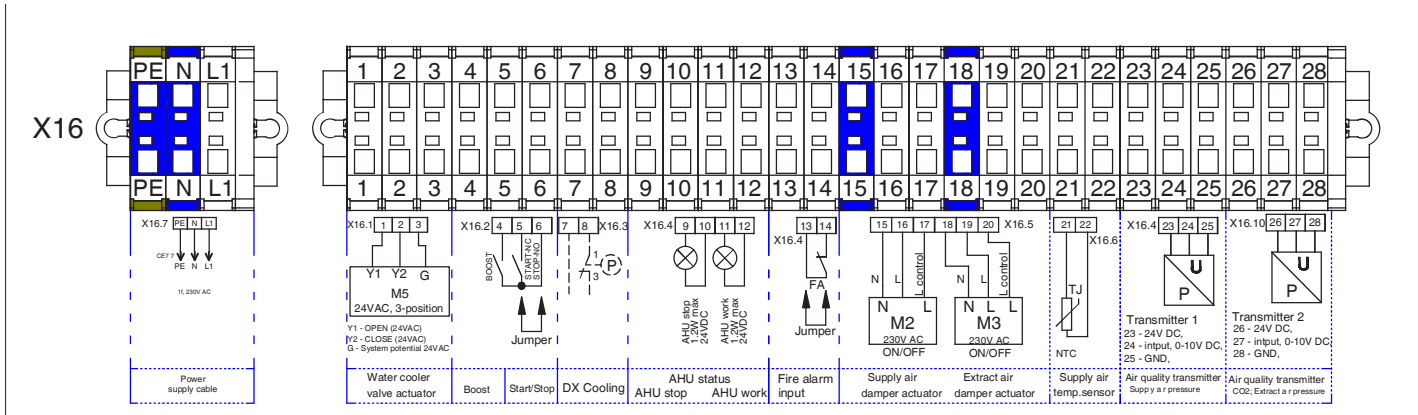 PE N L1
1 2 3 4 5 6 7 8 9 10 11 12 13 14 15 16 17 18 19 20 21 22 23 24 25 26 27 28
X16
PE N L1
1 2 3 4 5 6 7 8 9 10 11 12 13 14 15 16 17 18 19 20 21 22 23 24 25 26 27 28
X16.7 PE N L1
CE7 7
PE N L1
1f, 230V AC
Power
supply cable
X16.1 1 2 3
Y1 Y2 G
M5
24VAC, 3-position
Y1 - OPEN (24VAC)
Y2 - CLOSE (24VAC)
G - System potential 24VAC
Water cooler
valve actuator
X16.2 4 5 6
BOOST
START-NC
STOP-NO
Jumper
Boost
Start/Stop
7 8 X16.3
1
P
3
DX Cooling
X16.4 9 10 11 12
AHU stop
1,2W max
24VDC
AHU work
1,2W max
24VDC
AHU status
AHU stop AHU work
13 14
X16.4
FA
Jumper
Fire alarm
input
15 16 17 18 19 20 X16.5
N L L control
N L
M2
230V AC
ON/OFF
N L L control
N L
M3
230V AC
ON/OFF
Supply air
damper actuator
Extract air
damper actuator
21 22
X16.6
TJ
NTC
Supply air
temp.sensor
X16.4 23 24 25
U
P
Transmitter 1
23 - 24V DC,
24 - intput, 0-10V DC,
25 - GND,
Air quality transmitter
Supp y a r pressure
X16.10 26 27 28
U
P
Transmitter 2
26 - 24V DC,
27 - intput, 0-10V DC
28 - GND,
Air quality transmitter
CO2; Extract a r pressure